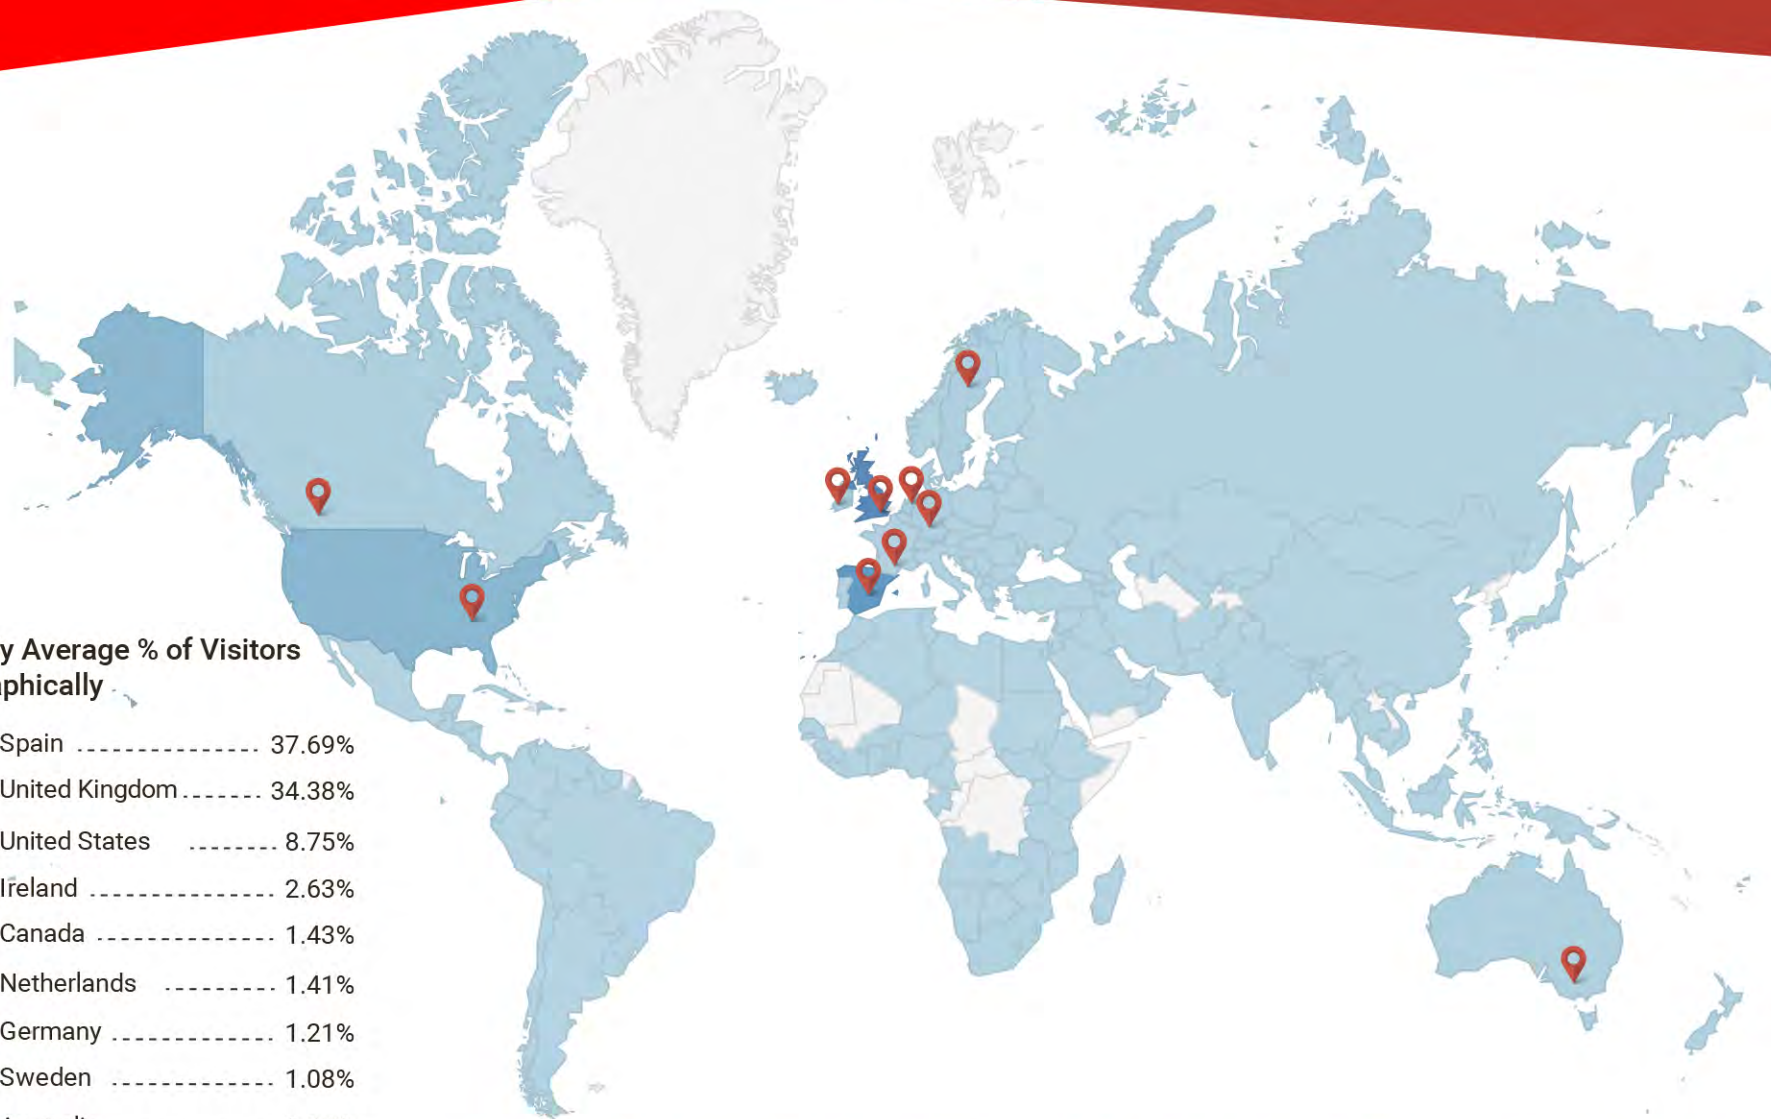 y Average % of Visitors
aphically
Spain 37.69%
United Kingdom 34.38%
United States 8.75%
Ireland 2.63%
Canada 1.43%
Netherlands 1.41%
Germany 1.21%
Sweden 1.08%